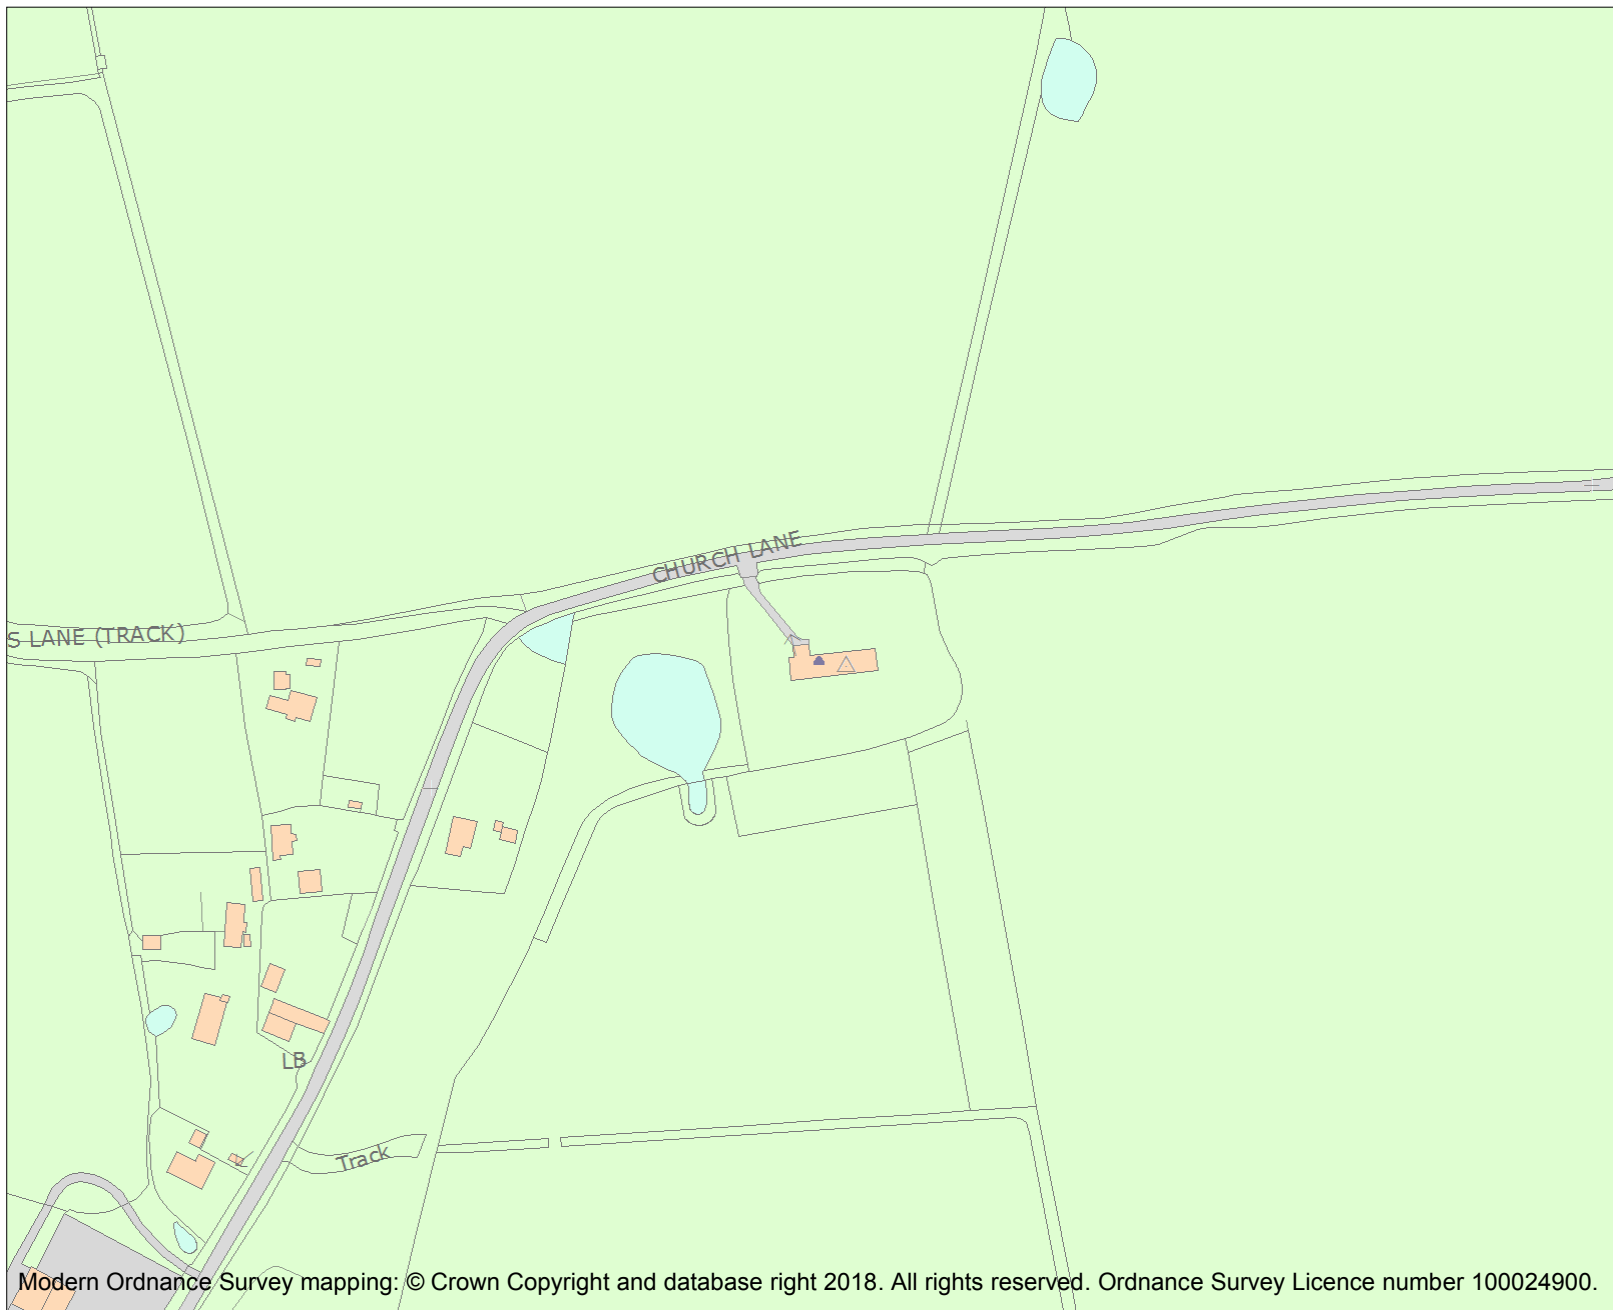 CHURCH LANE
S LANE (TRACK)
LB
Track
Modern Ordnance Survey mapping: © Crown Copyright and database right 2018. All rights reserved. Ordnance Survey Licence number 100024900.